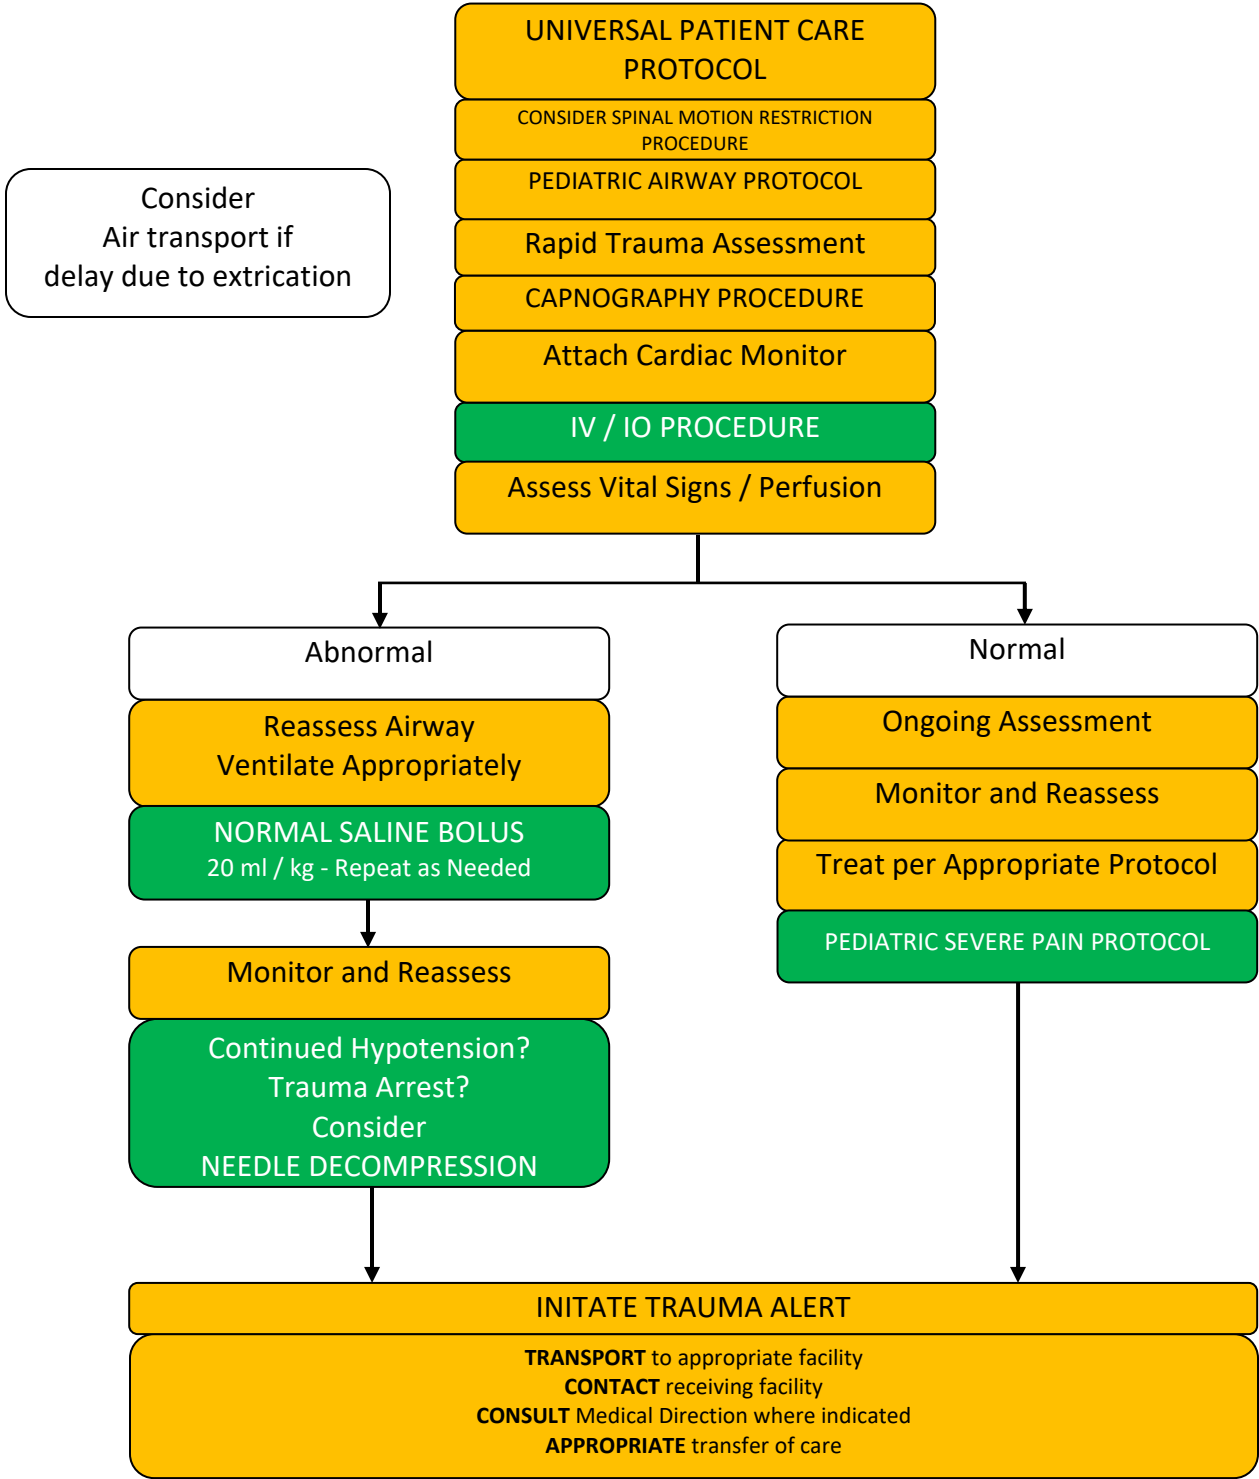 UNIVERSAL PATIENT CARE
PROTOCOL
CONSIDER SPINAL MOTION RESTRICTION
PROCEDURE
PEDIATRIC AIRWAY PROTOCOL
Consider
Air transport if
delay due to extrication
Rapid Trauma Assessment
CAPNOGRAPHY PROCEDURE
Attach Cardiac Monitor
IV / IO PROCEDURE
Assess Vital Signs / Perfusion
Abnormal
Reassess Airway
Ventilate Appropriately
NORMAL SALINE BOLUS
20 ml / kg - Repeat as Needed
Monitor and Reassess
Continued Hypotension?
Trauma Arrest?
Consider
NEEDLE DECOMPRESSION
Normal
Ongoing Assessment
Monitor and Reassess
Treat per Appropriate Protocol
PEDIATRIC SEVERE PAIN PROTOCOL
INITATE TRAUMA ALERT
TRANSPORT to appropriate facility
CONTACT receiving facility
CONSULT Medical Direction where indicated
APPROPRIATE transfer of care